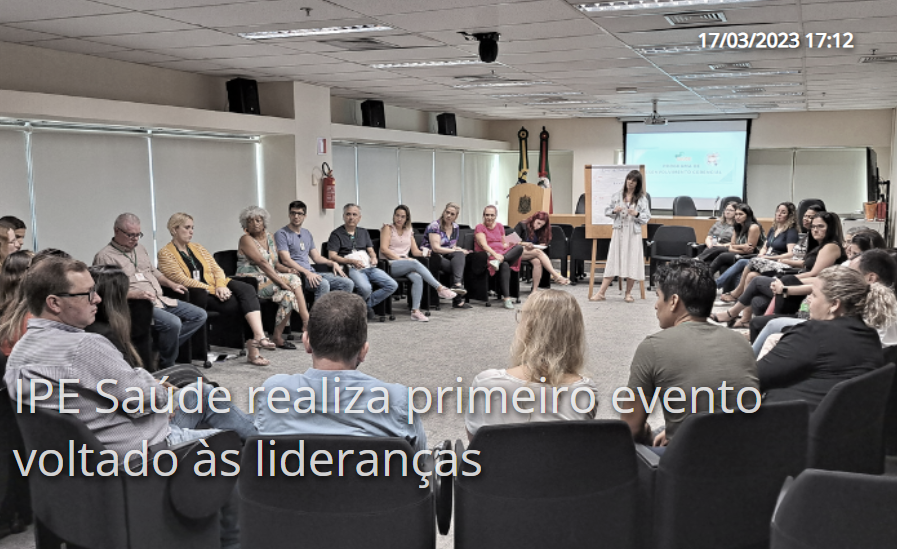 17/03/2023 17:12
IPE Saúde realiza primeiro evento
voltado às lideranças